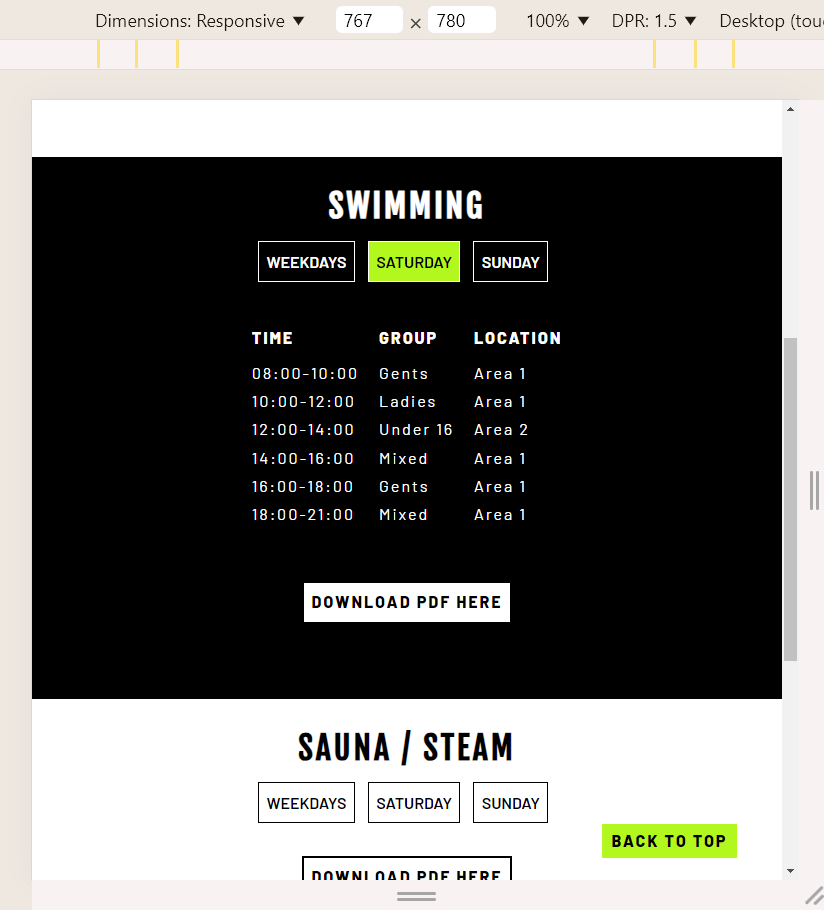 Dimensions: Responsive ▼ 767 × 780 100% ▼ DPR: 1.5 ▼ Desktop (tou
SWIMMING
WEEKDAYS SATURDAY SUNDAY
TIME GROUP LOCATION
08:00-10:00 Gents Area 1
10:00-12:00 Ladies Area 1
12:00-14:00 Under 16 Area 2
14:00-16:00 Mixed Area 1
16:00-18:00 Gents Area 1
18:00-21:00 Mixed Area 1
DOWNLOAD PDF HERE
SAUNA / STEAM
WEEKDAYS SATURDAY SUNDAY
BACK TO TOP
DOWNLOAD PDF HERE